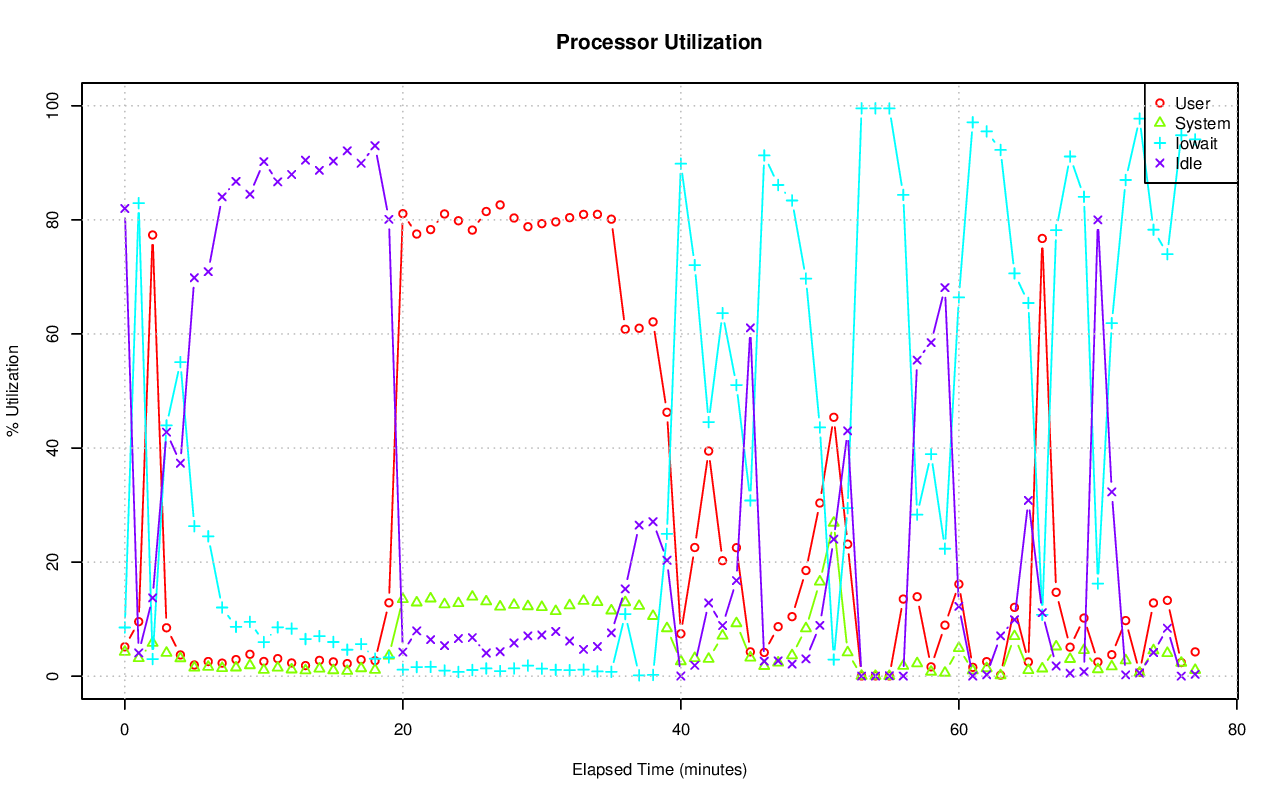 Processor Utilization
% Utilization
100
80
60
40
20
0
User
System
Iowait
Idle
0 20 40 60 80
Elapsed Time (minutes)